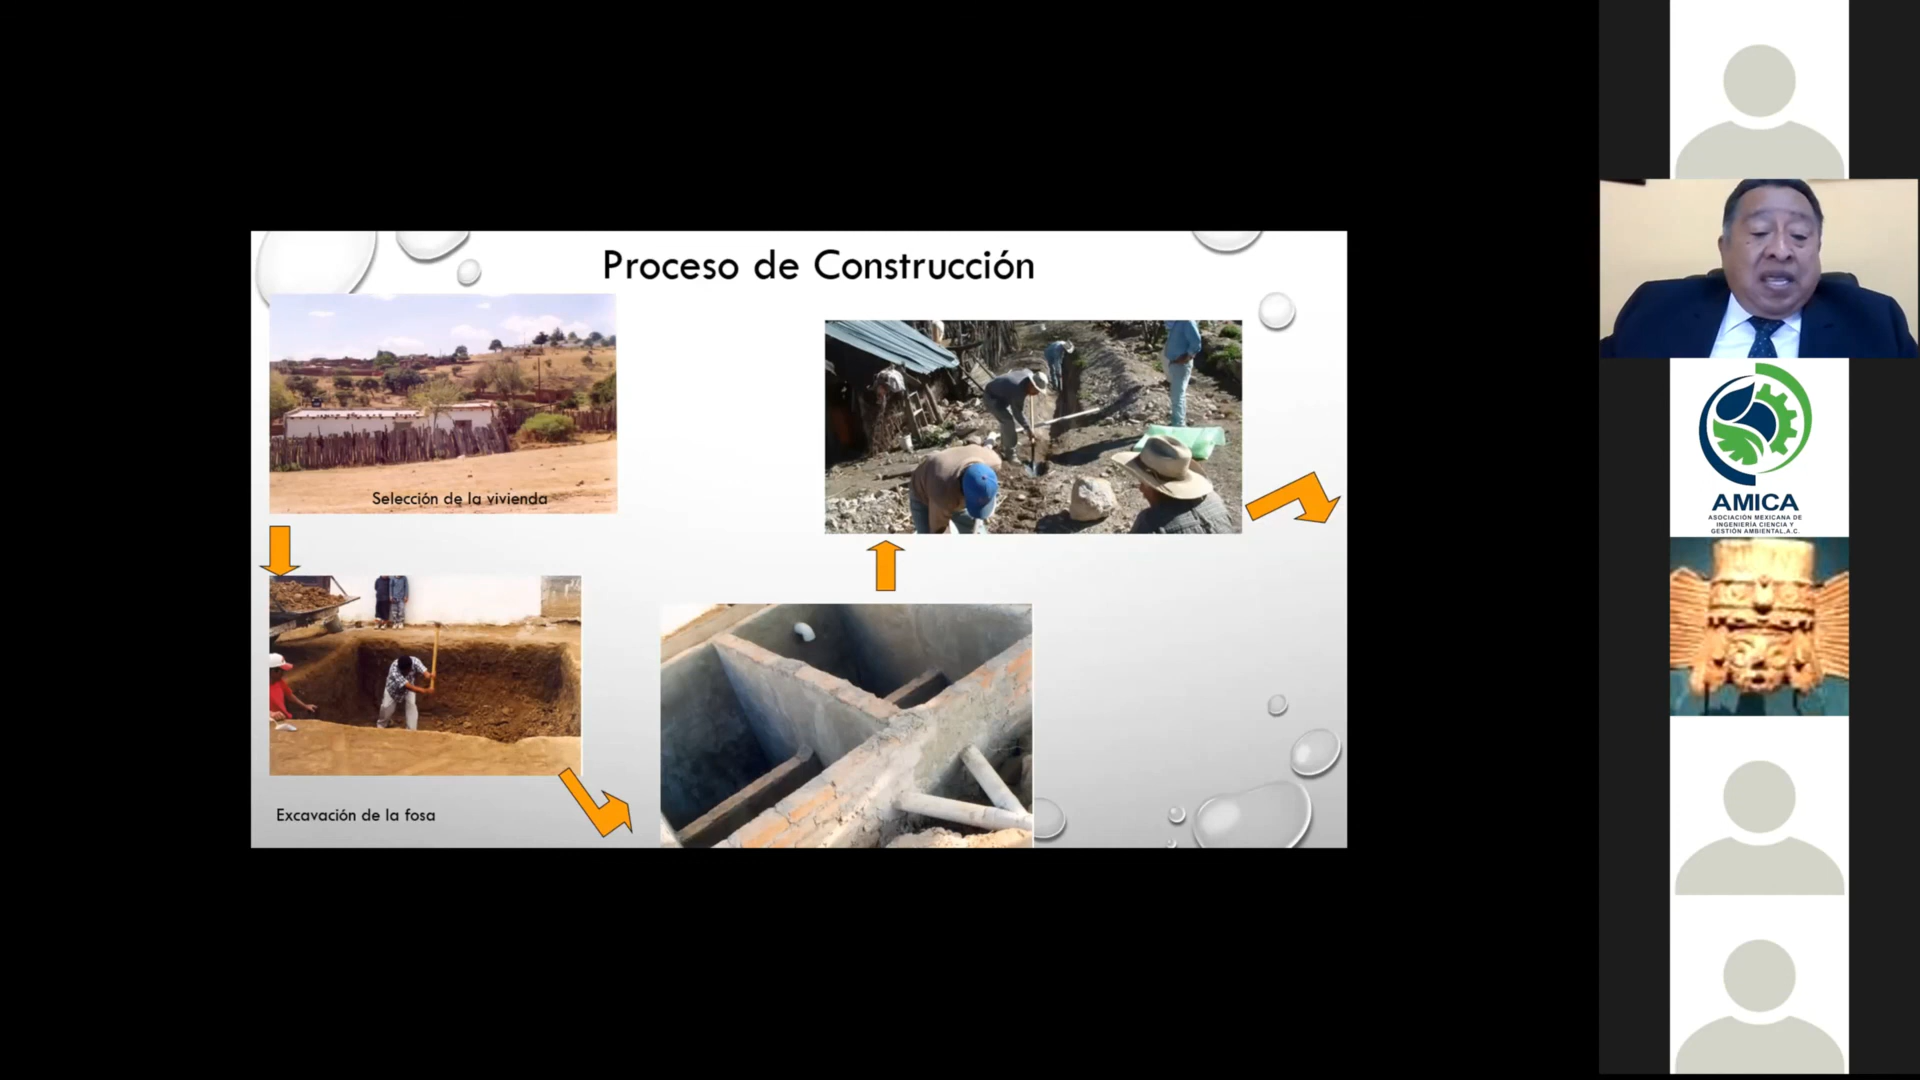 Proceso de Construcción
Selección de la vivienda
Excavación de la fosa
AMICA
ASOCIACIÓN MEXICANA DE
INGENIERÍA CIENCIA Y
GESTIÓN AMBIENTAL,A.C.